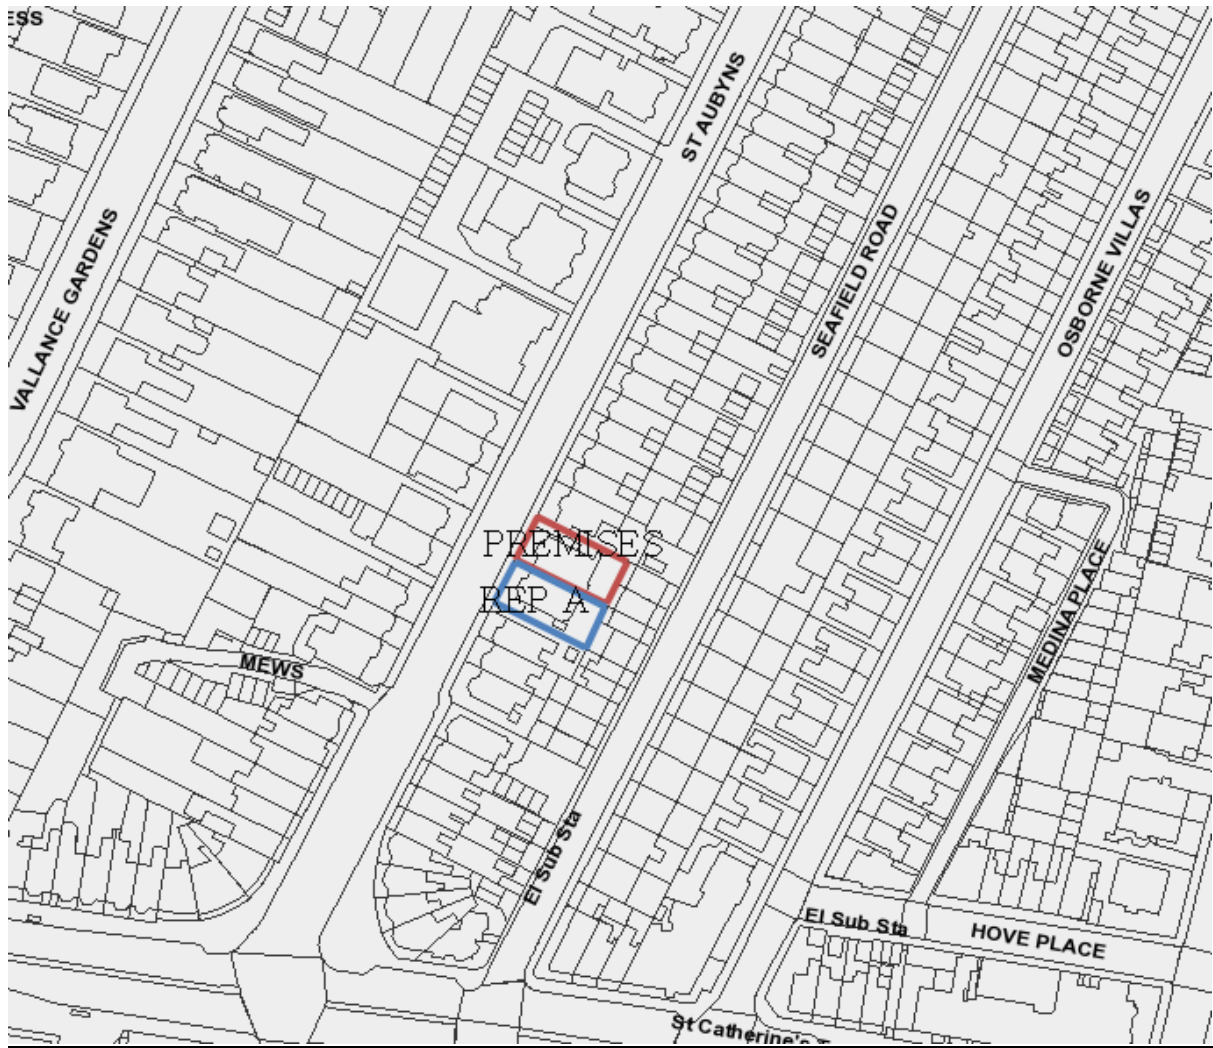 ESS
ST AUBYNS
VALLANCE GARDENS
SEAFIELD ROAD
OSBORNE VILLAS
PREMISES
REP A
MEDINA PLACE
MEWS
El Sub Sta
El Sub Sta
HOVE PLACE
St Catherine's T